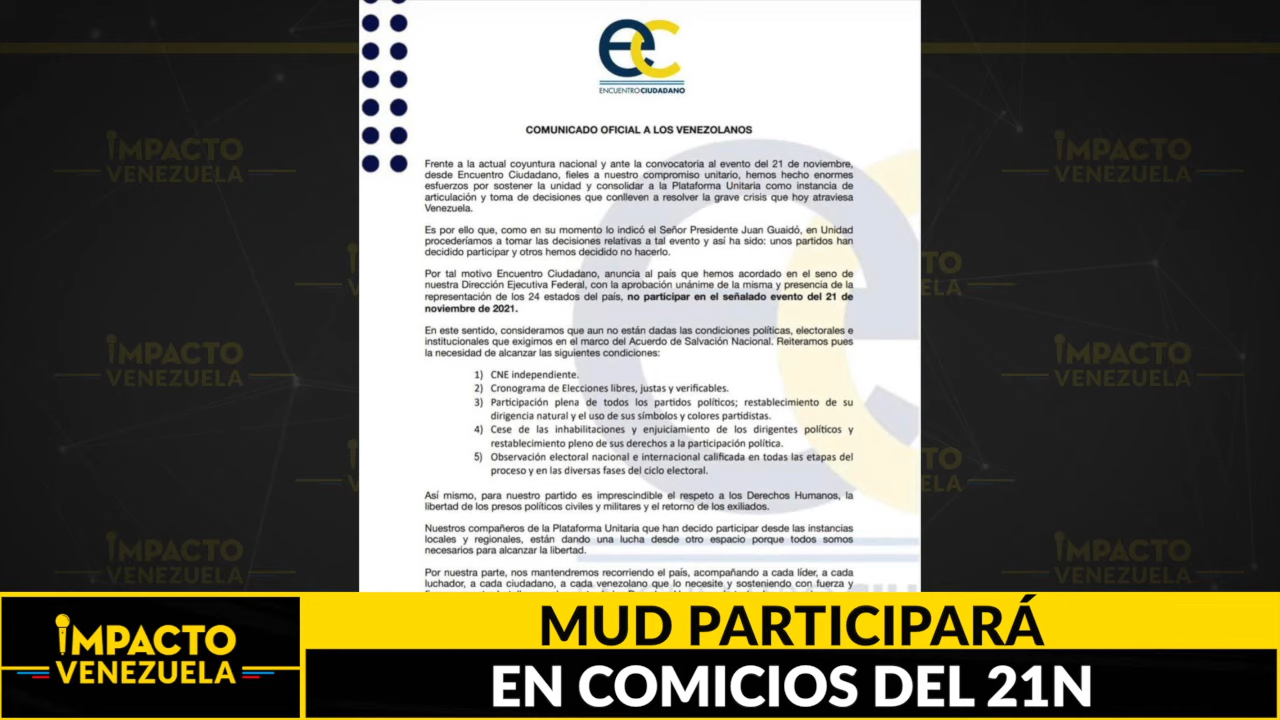 ec
ENCUENTROCIUDADANO
COMUNICADO OFICIAL A LOS VENEZOLANOS
Frente a la actual coyuntura nacional y ante la convocatoria al evento del 21 de noviembre,
desde Encuentro Ciudadano, fieles a nuestro compromiso unitario, hemos hecho enormes
esfuerzos por sostener la unidad y consolidar a la Plataforma Unitaria como instancia de
articulación y toma de decisiones que conlleven a resolver la grave crisis que hoy atraviesa
Venezuela.
Es por ello que, como en su momento lo indicó el Señor Presidente Juan Guaidó, en Unidad
procederíamos a tomar las decisiones relativas a tal evento y así ha sido: unos partidos han
decidido participar y otros hemos decidido no hacerlo.
Por tal motivo Encuentro Ciudadano, anuncia al país que hemos acordado en el seno de
nuestra Dirección Ejecutiva Federal, con la aprobación unánime de la misma y presencia de la
representación de los 24 estados del país, no participar en el señalado evento del 21 de
noviembre de 2021.
En este sentido, consideramos que aun no están dadas las condiciones políticas, electorales e
institucionales que exigimos en el marco del Acuerdo de Salvación Nacional. Reiteramos pues
la necesidad de alcanzar las siguientes condiciones:
1) CNE independiente.
2) Cronograma de Elecciones libres, justas y verificables.
3) Participación plena de todos los partidos políticos; restablecimiento de su
dirigencia natural y el uso de sus símbolos y colores partidistas.
4) Cese de las inhabilitaciones y enjuiciamiento de los dirigentes políticos y
restablecimiento pleno de sus derechos a la participación política.
5) Observación electoral nacional e internacional calificada en todas las etapas del
proceso y en las diversas fases del ciclo electoral.
Así mismo, para nuestro partido es imprescindible el respeto a los Derechos Humanos, la
libertad de los presos políticos civiles y militares y el retorno de los exiliados.
Nuestros compañeros de la Plataforma Unitaria que han decido participar desde las instancias
locales y regionales, están dando una lucha desde otro espacio porque todos somos
necesarios para alcanzar la libertad.
Por nuestra parte, nos mantendremos recorriendo el país, acompañando a cada líder, a cada
luchador, a cada ciudadano, a cada venezolano que lo necesite y sosteniendo con fuerza y
IMPACTO
VENEZUELA
IMPACTO
VENEZUELA
IMPACTO
VENEZUELA
IMPACTO
VENEZUELA
IMPACTO
VENEZUELA
IMPACTO
VENEZUELA
IMPACTO
VENEZUELA
MUD PARTICIPARÁ
EN COMICIOS DEL 21N